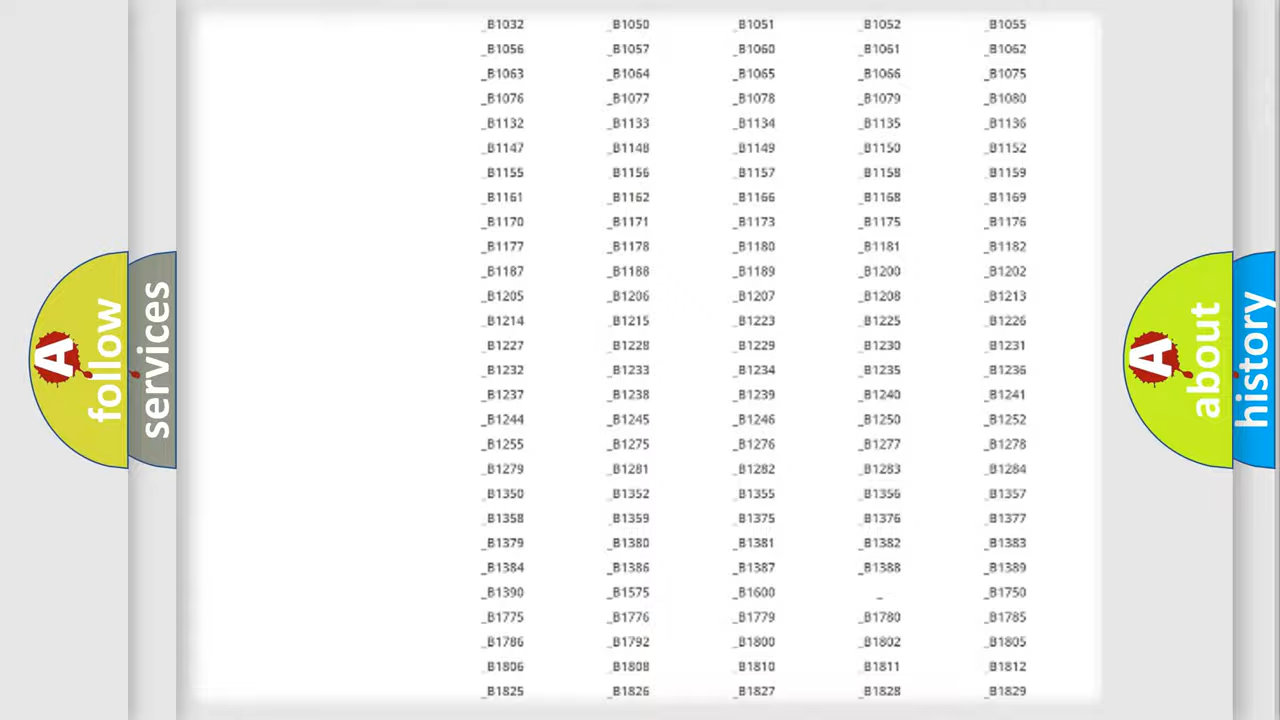 _B1032 _B1050 _B1051 _B1052 _B1055
_B1056 _B1057 _B1060 _B1061 _B1062
_B1063 _B1064 _B1065 _B1066 _B1075
_B1076 _B1077 _B1078 _B1079 _B1080
_B1132 _B1133 _B1134 _B1135 _B1136
_B1147 _B1148 _B1149 _B1150 _B1152
_B1155 _B1156 _B1157 _B1158 _B1159
_B1161 _B1162 _B1166 _B1168 _B1169
_B1170 _B1171 _B1173 _B1175 _B1176
_B1177 _B1178 _B1180 _B1181 _B1182
_B1187 _B1188 _B1189 _B1200 _B1202
_B1205 _B1206 _B1207 _B1208 _B1213
_B1214 _B1215 _B1223 _B1225 _B1226
_B1227 _B1228 _B1229 _B1230 _B1231
_B1232 _B1233 _B1234 _B1235 _B1236
_B1237 _B1238 _B1239 _B1240 _B1241
_B1244 _B1245 _B1246 _B1250 _B1252
_B1255 _B1275 _B1276 _B1277 _B1278
_B1279 _B1281 _B1282 _B1283 _B1284
_B1350 _B1352 _B1355 _B1356 _B1357
_B1358 _B1359 _B1375 _B1376 _B1377
_B1379 _B1380 _B1381 _B1382 _B1383
_B1384 _B1386 _B1387 _B1388 _B1389
_B1390 _B1575 _B1600 _ _B1750
_B1775 _B1776 _B1779 _B1780 _B1785
_B1786 _B1792 _B1800 _B1802 _B1805
_B1806 _B1808 _B1810 _B1811 _B1812
_B1825 _B1826 _B1827 _B1828 _B1829
A
follow
services
A
about
history